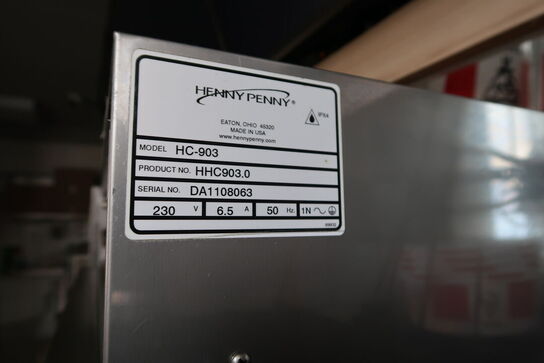 HENNY PENNY®
IPX4
EATON, OHIO 45320
MADE IN USA
www.hennypenny.com
MODEL HC-903
PRODUCT NO. HHC903.0
SERIAL NO. DA1108063
230 V 6.5 A 50 Hz 1N